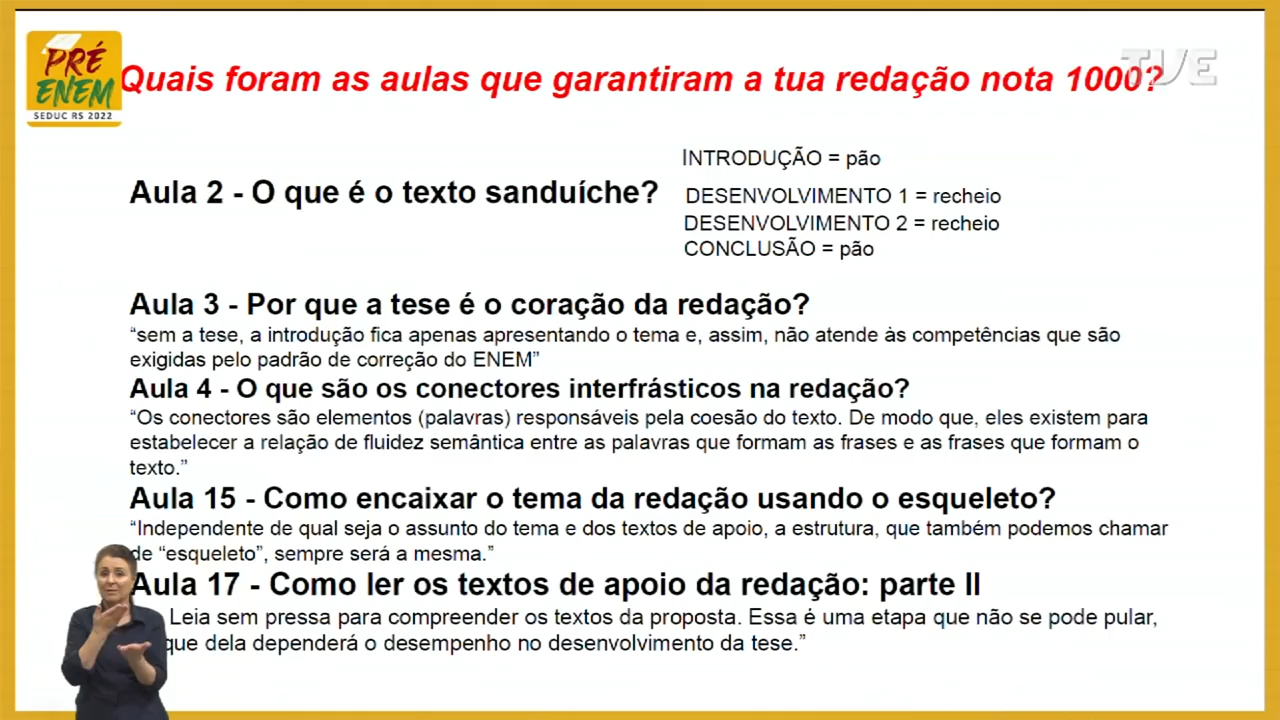 PRÉ
ENEM
SEDUC RS 2022
TVE
Quais foram as aulas que garantiram a tua redação nota 1000?
INTRODUÇÃO = pão
Aula 2 - O que é o texto sanduíche?
DESENVOLVIMENTO 1 = recheio
DESENVOLVIMENTO 2 = recheio
CONCLUSÃO = pão
Aula 3 - Por que a tese é o coração da redação?
“sem a tese, a introdução fica apenas apresentando o tema e, assim, não atende às competências que são
exigidas pelo padrão de correção do ENEM”
Aula 4 - O que são os conectores interfrásticos na redação?
“Os conectores são elementos (palavras) responsáveis pela coesão do texto. De modo que, eles existem para
estabelecer a relação de fluidez semântica entre as palavras que formam as frases e as frases que formam o
texto.”
Aula 15 - Como encaixar o tema da redação usando o esqueleto?
“Independente de qual seja o assunto do tema e dos textos de apoio, a estrutura, que também podemos chamar
de “esqueleto”, sempre será a mesma.”
Aula 17 - Como ler os textos de apoio da redação: parte II
Leia sem pressa para compreender os textos da proposta. Essa é uma etapa que não se pode pular,
que dela dependerá o desempenho no desenvolvimento da tese.”